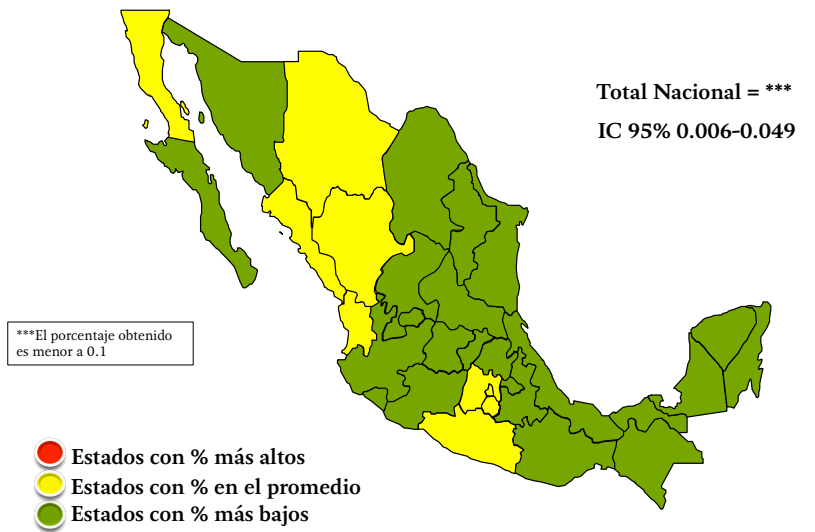 Total Nacional = ***
IC 95% 0.006-0.049
***El porcentaje obtenido
es menor a 0.1
Estados con % más altos
Estados con % en el promedio
Estados con % más bajos